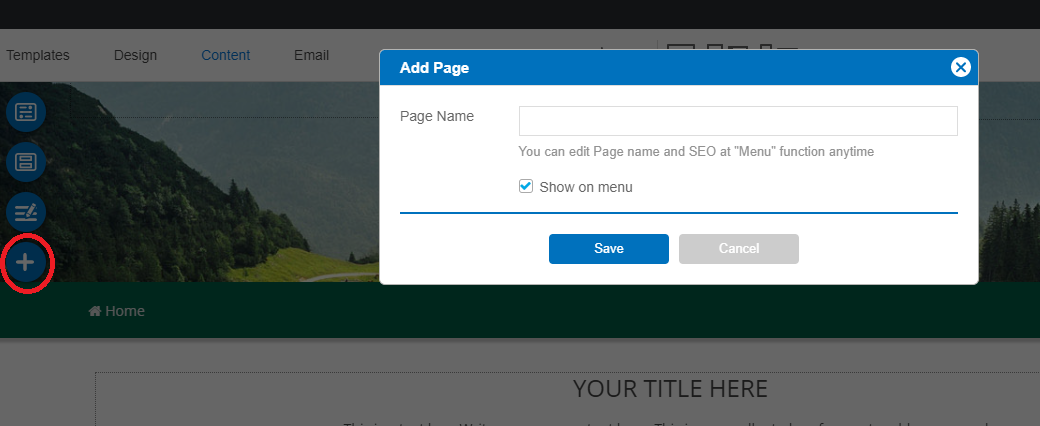 Templates Design Content Email
Add Page
Page Name
You can edit Page name and SEO at "Menu" function anytime
Show on menu
Save Cancel
Home
YOUR TITLE HERE